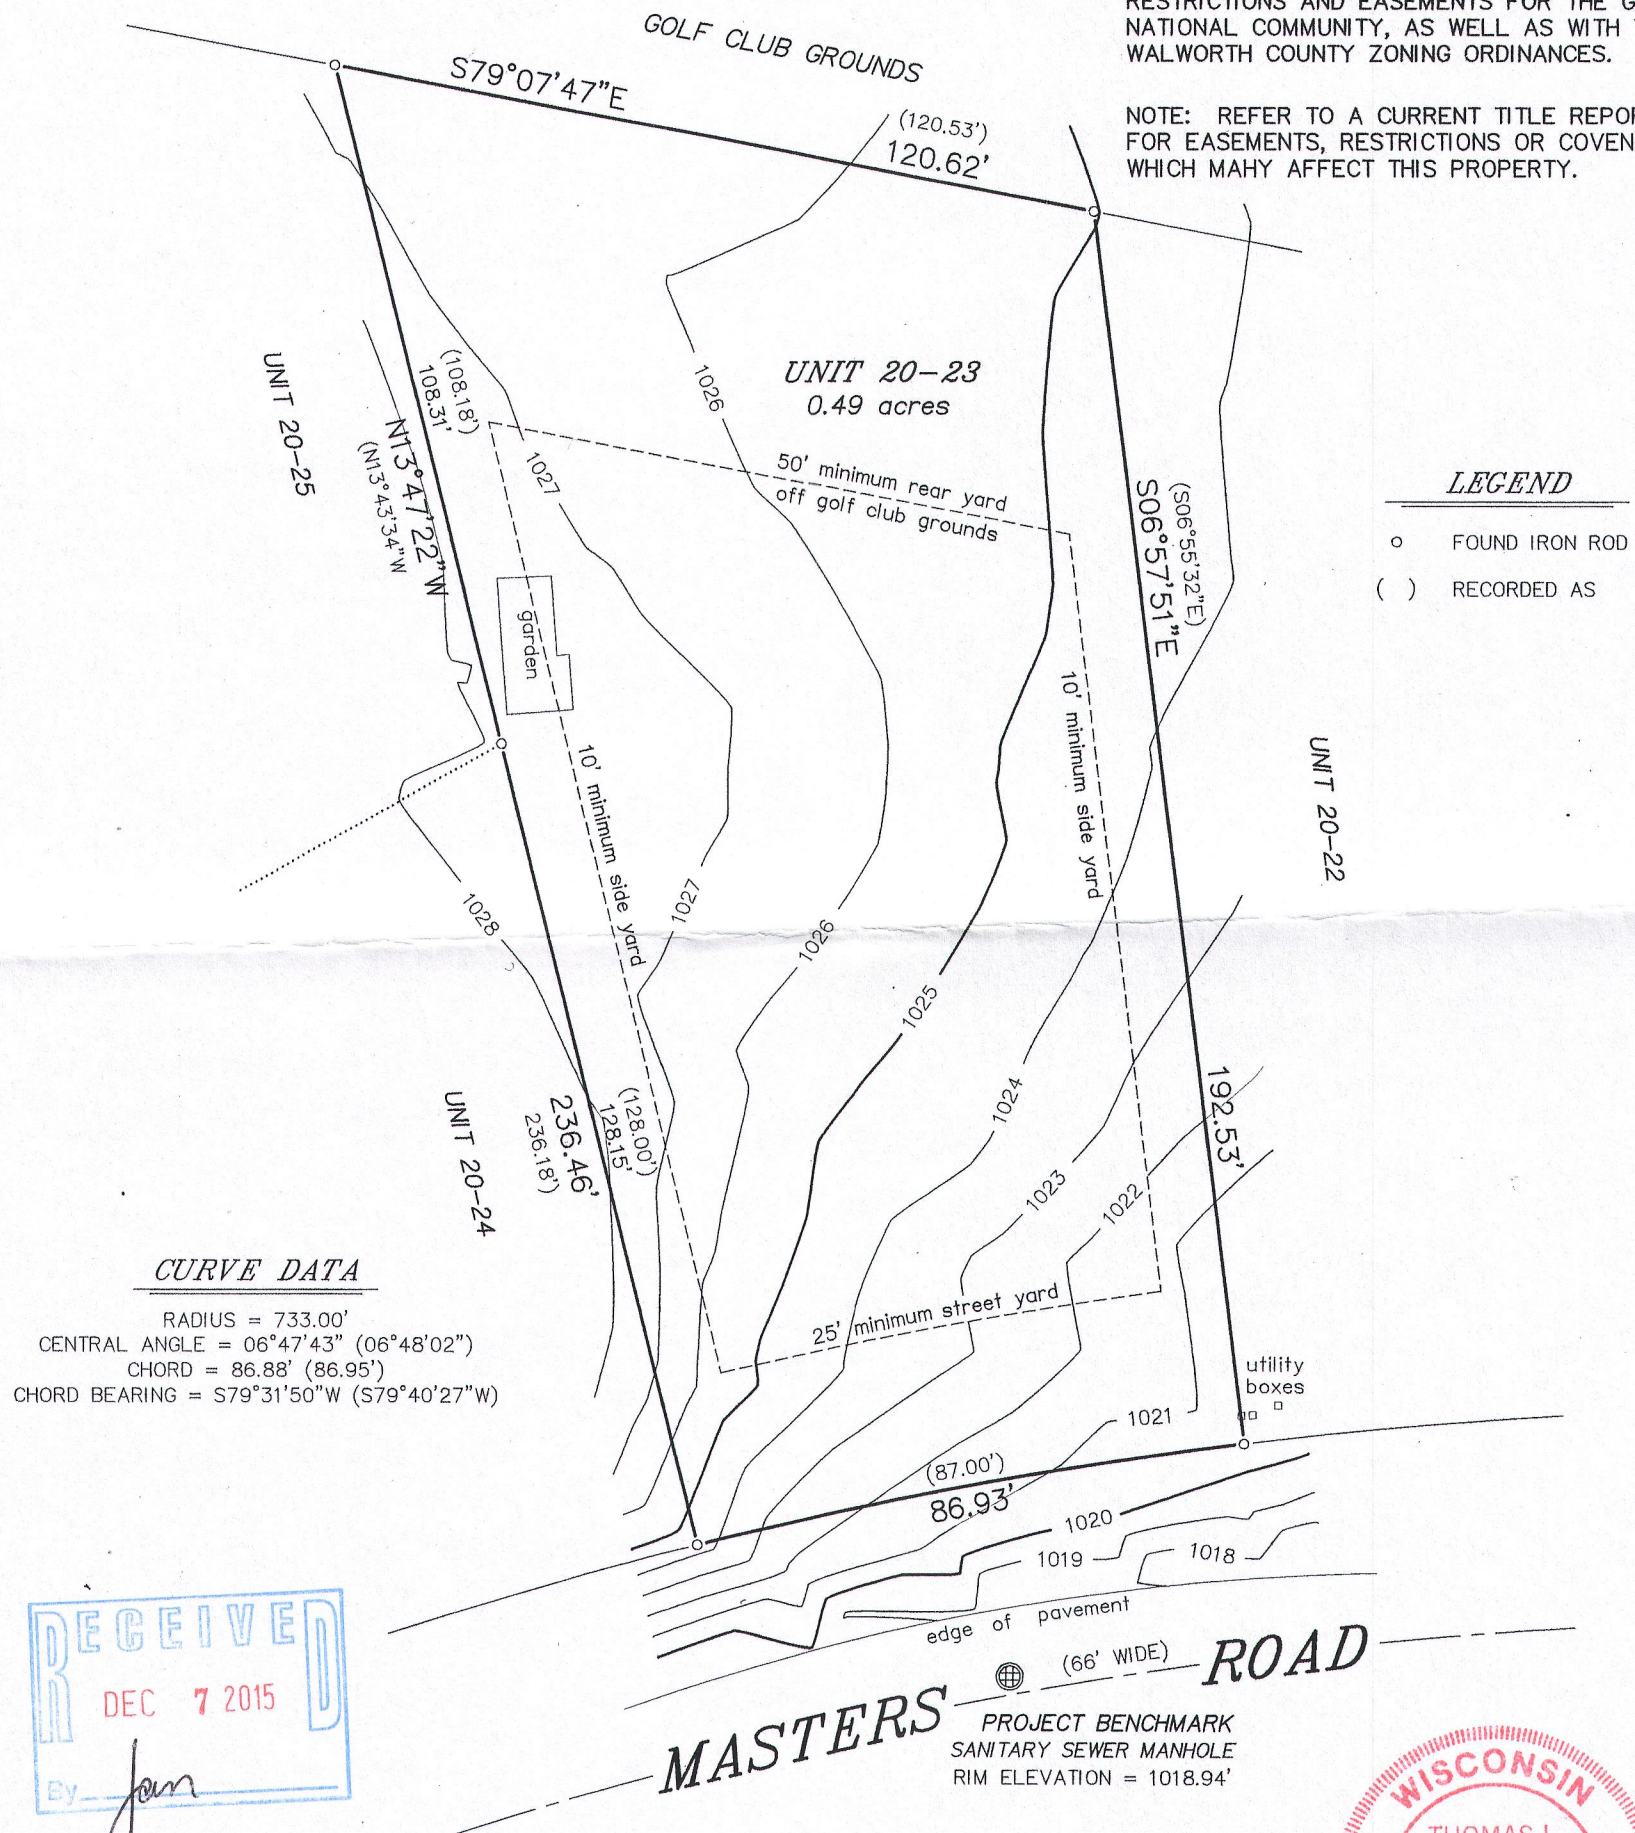 RESTRICTIONS AND EASEMENTS FOR THE G
NATIONAL COMMUNITY, AS WELL AS WITH
WALWORTH COUNTY ZONING ORDINANCES.
NOTE: REFER TO A CURRENT TITLE REPOR
FOR EASEMENTS, RESTRICTIONS OR COVEN
WHICH MAHY AFFECT THIS PROPERTY.
GOLF CLUB GROUNDS
S79°07'47"E
(120.53')
120.62'
UNIT 20-23
0.49 acres
UNIT 20-25
(108.18')
108.31'
N13°47'22"W
(N13°43'34"W
1026
1027
50' minimum rear yard
off golf club grounds
(S06°55'32"E)
S06°57'51"E
LEGEND
o FOUND IRON ROD
( ) RECORDED AS
garden
10' minimum side yard
10' minimum side yard
UNIT 20-22
1028
1027
1026
1025
1024
1023
1022
192.53'
UNIT 20-24
(128.00')
128.15'
236.46'
236.18')
CURVE DATA
RADIUS = 733.00'
CENTRAL ANGLE = 06°47'43" (06°48'02")
CHORD = 86.88' (86.95')
CHORD BEARING = S79°31'50"W (S79°40'27"W)
25' minimum street yard
utility
boxes
1021
(87.00')
86.93'
1020
1019
1018
edge of pavement
(66' WIDE)
MASTERS ROAD
PROJECT BENCHMARK
SANITARY SEWER MANHOLE
RIM ELEVATION = 1018.94'
RECEIVED
DEC 7 2015
By Jan
WISCONSIN
THOMAS J.